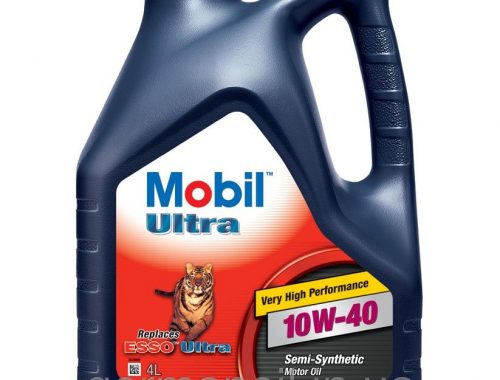 Mobil™
Ultra
Very High Performance
10W-40
Replaces
ESSO™ Ultra
Semi-Synthetic
Motor Oil
4L